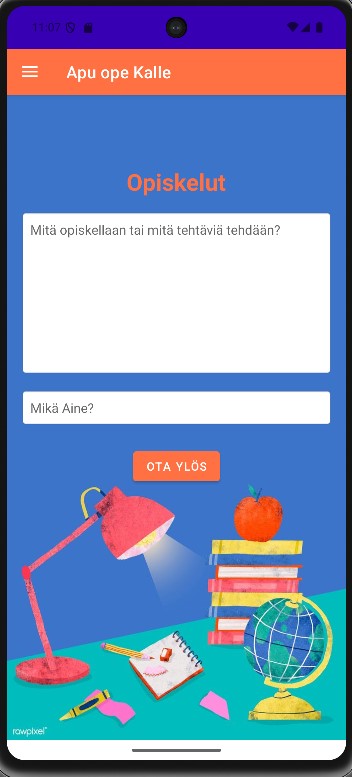 11:07
Apu ope Kalle
Opiskelut
Mitä opiskellaan tai mitä tehtäviä tehdään?
Mikä Aine?
OTA YLÖS
rawpixel